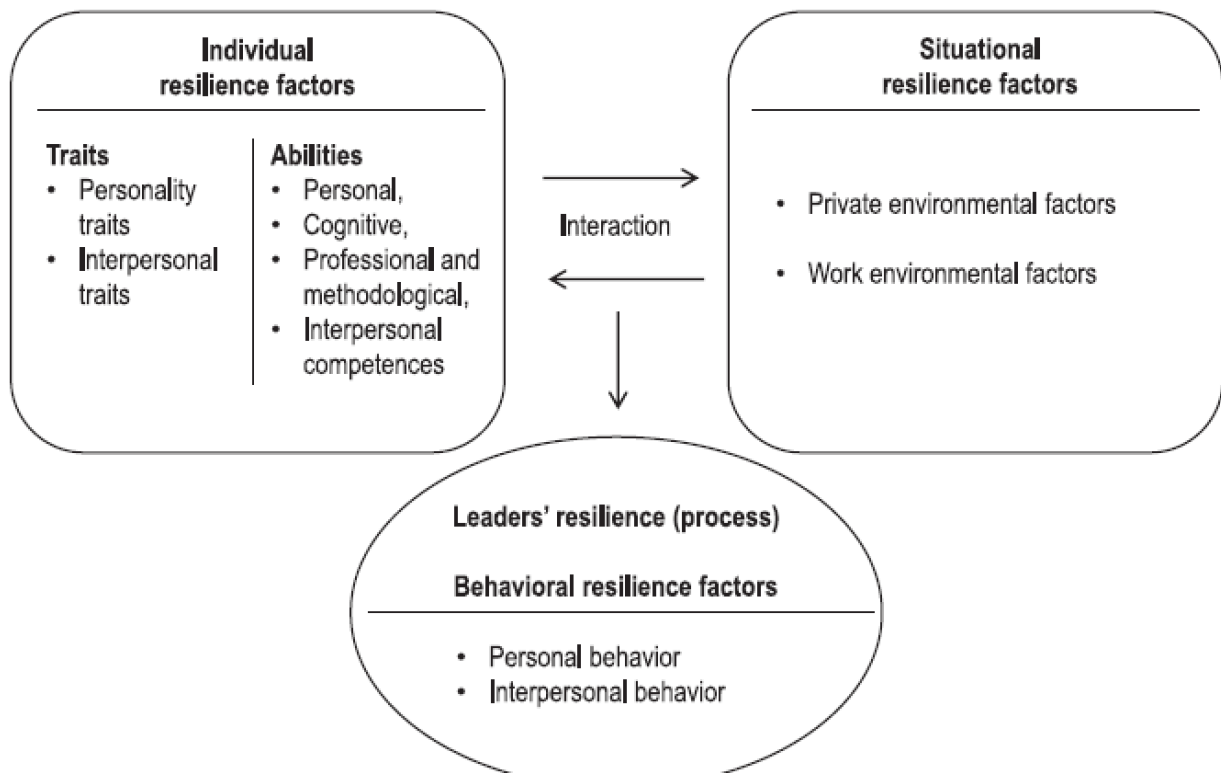 Individual
resilience factors
Traits
• Personality
traits
• Interpersonal
traits
Abilities
• Personal,
• Cognitive,
• Professional and
methodological,
• Interpersonal
competences
Interaction
Situational
resilience factors
• Private environmental factors
• Work environmental factors
Leaders' resilience (process)
Behavioral resilience factors
• Personal behavior
• Interpersonal behavior